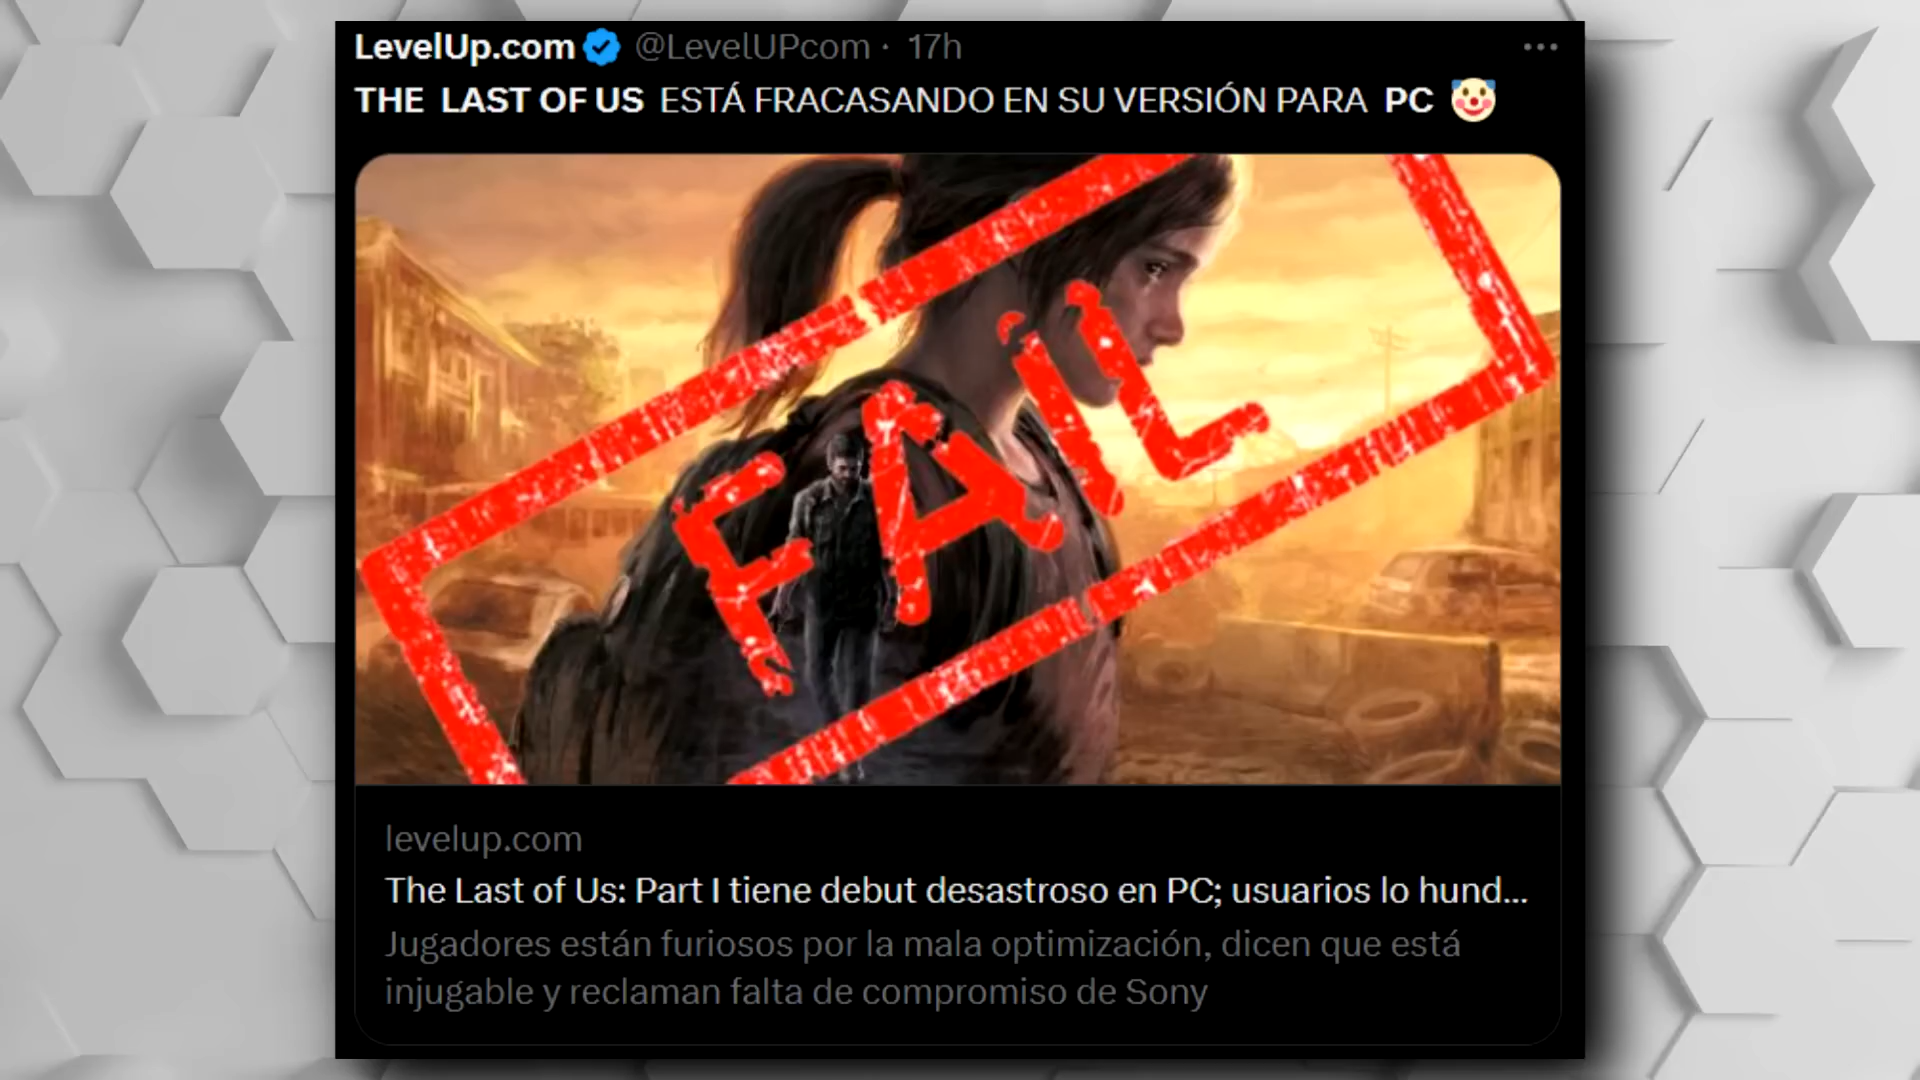 LevelUp.com @LevelUPcom · 17h
THE LAST OF US ESTÁ FRACASANDO EN SU VERSIÓN PARA PC 🤡
FAIL
levelup.com
The Last of Us: Part I tiene debut desastroso en PC; usuarios lo hund...
Jugadores están furiosos por la mala optimización, dicen que está
injugable y reclaman falta de compromiso de Sony